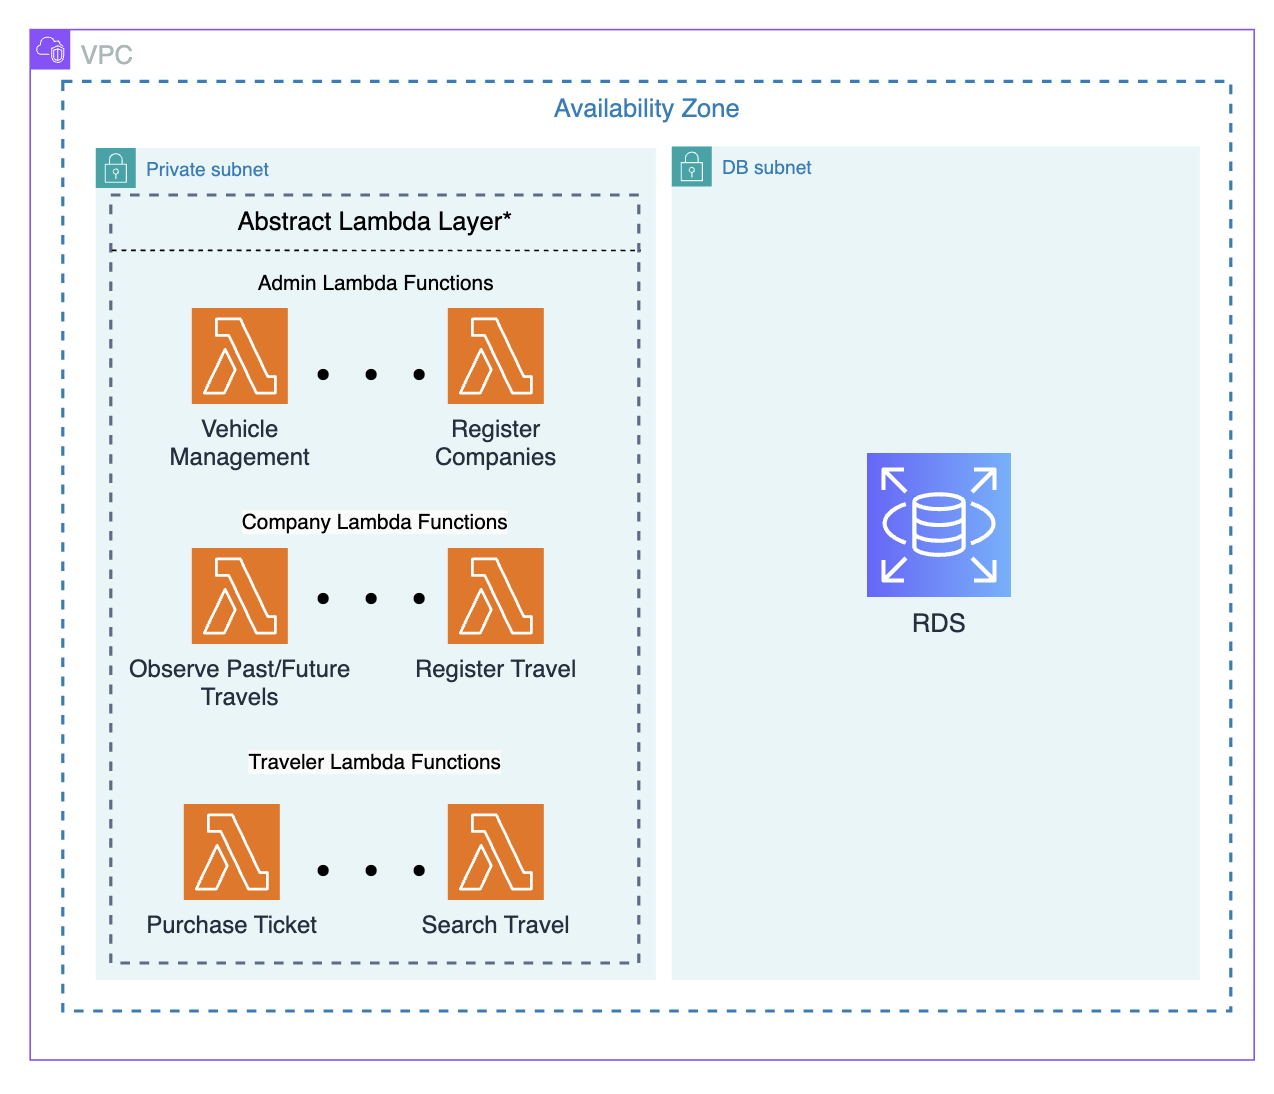 VPC
Availability Zone
Private subnet
Abstract Lambda Layer*
Admin Lambda Functions
Vehicle
Management
Register
Companies
Company Lambda Functions
Observe Past/Future
Travels
Register Travel
Traveler Lambda Functions
Purchase Ticket
Search Travel
DB subnet
RDS